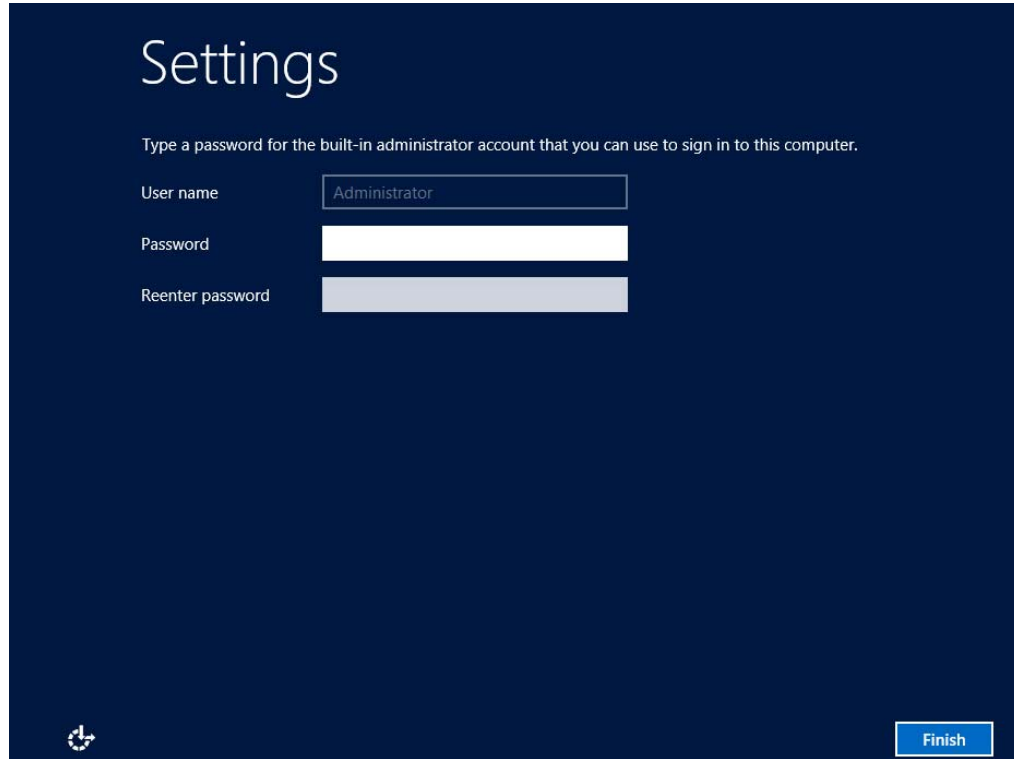 Settings
Type a password for the built-in administrator account that you can use to sign in to this computer.
User name
Administrator
Password
Reenter password
Finish